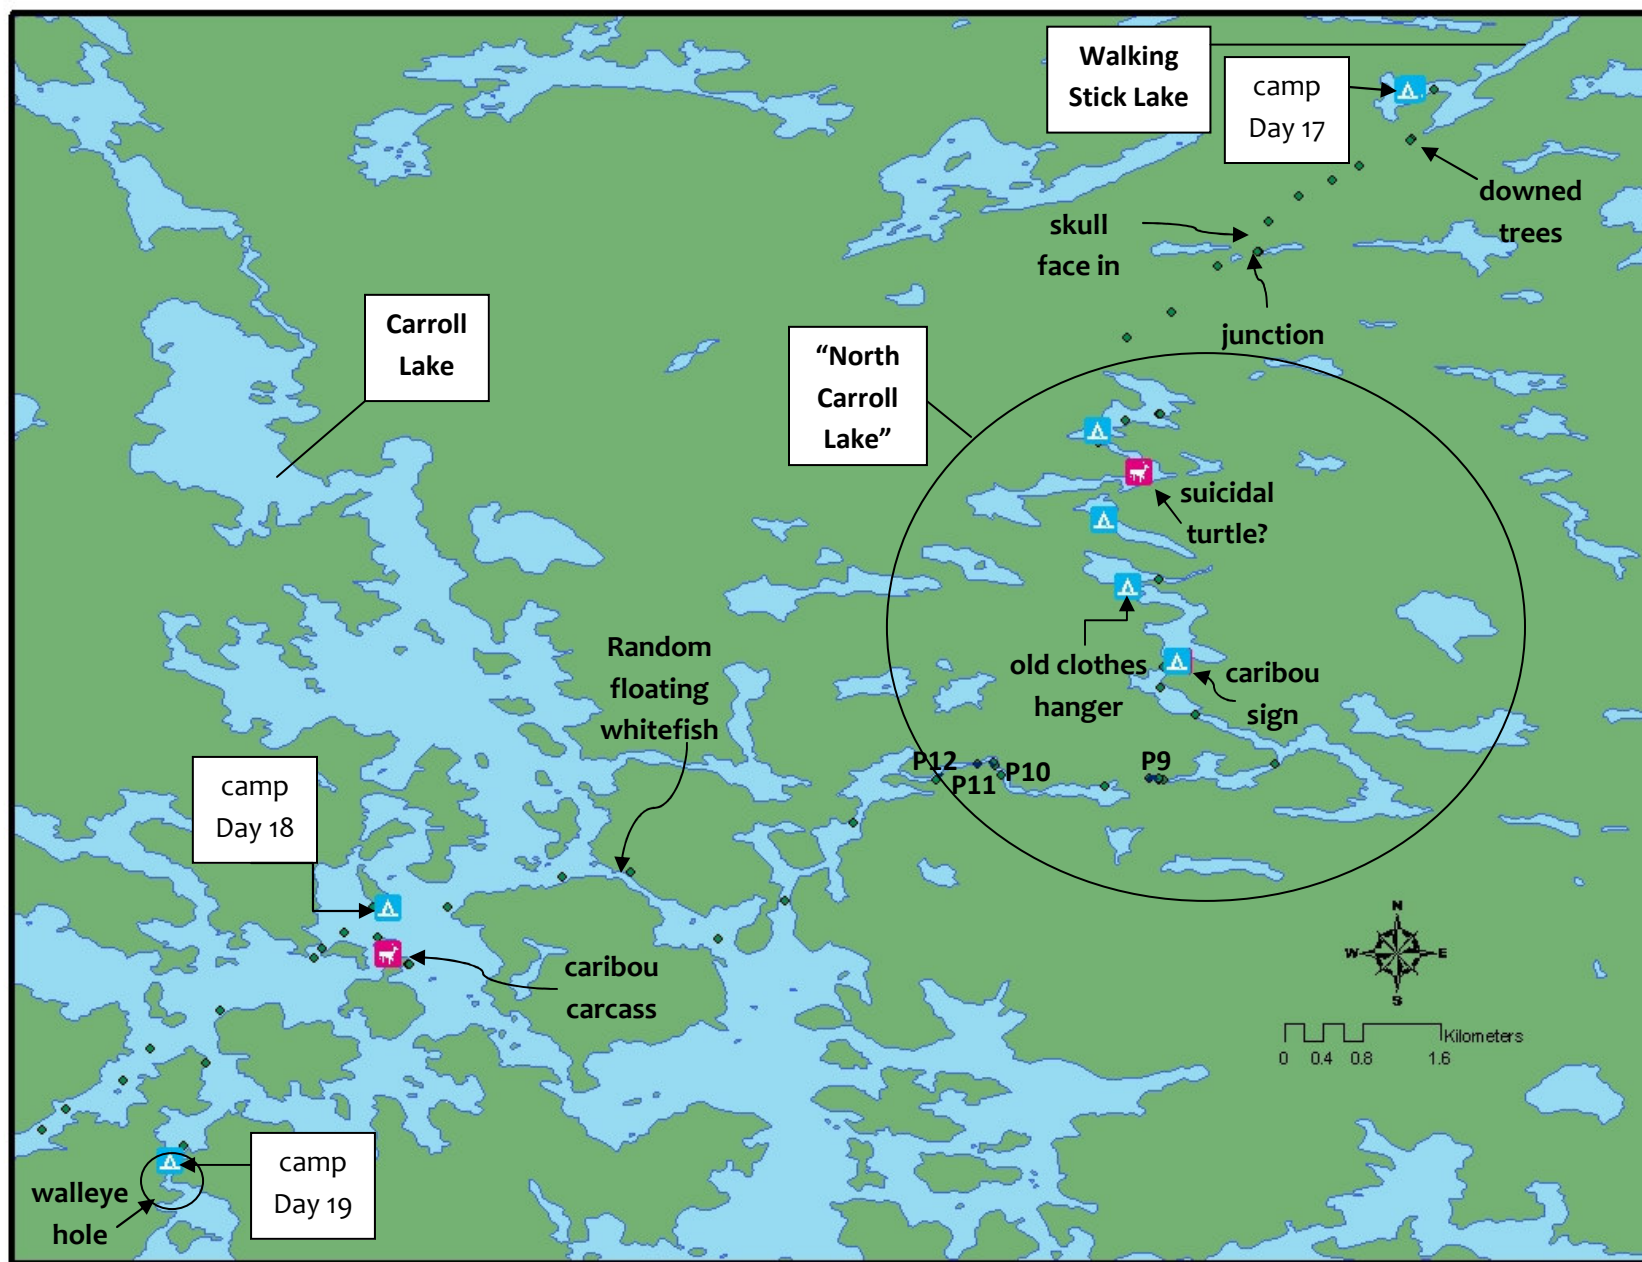 Walking
Stick Lake
camp
Day 17
downed
trees
skull
face in
junction
Carroll
Lake
“North
Carroll
Lake”
suicidal
turtle?
old clothes
hanger
caribou
sign
Random
floating
whitefish
P12
P11
P10
P9
camp
Day 18
caribou
carcass
N
W
E
S
Kilometers
0 0.4 0.8 1.6
camp
Day 19
walleye
hole